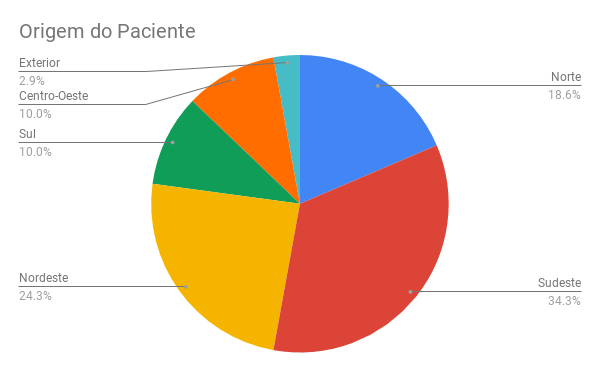 Origem do Paciente
Exterior
2.9%
Centro-Oeste
10.0%
Sul
10.0%
Nordeste
24.3%
Norte
18.6%
Sudeste
34.3%